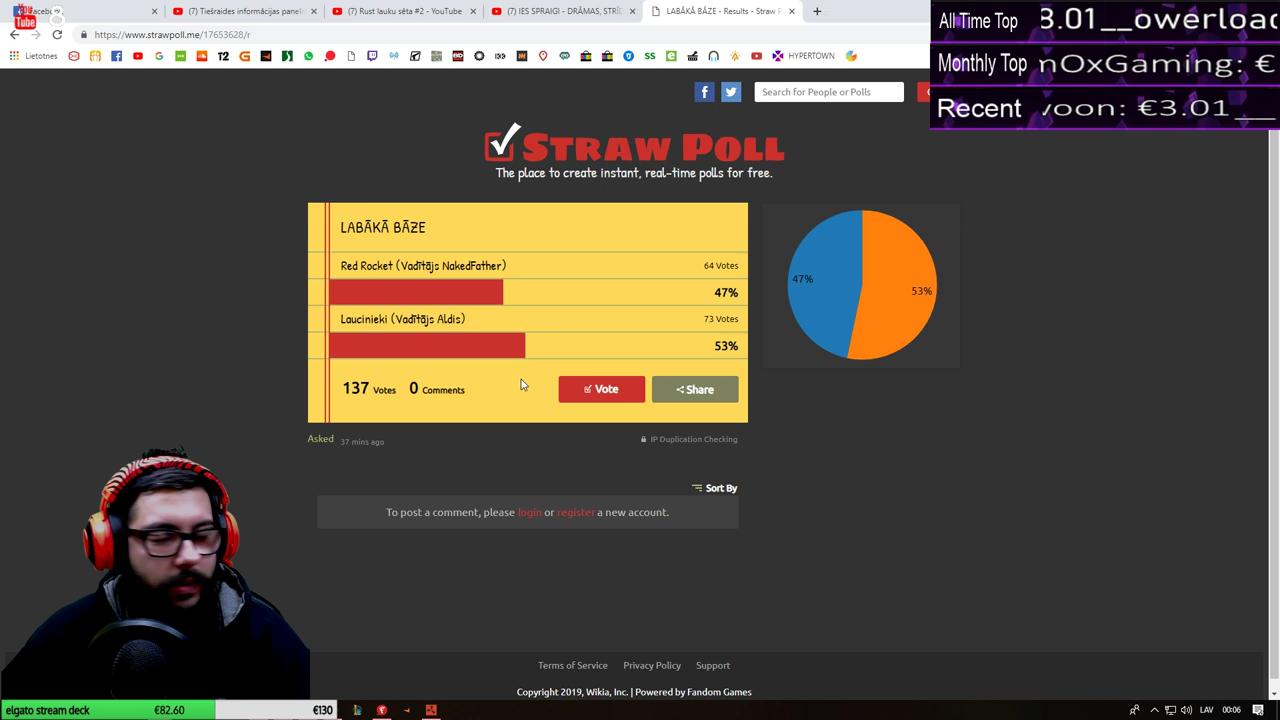 Facebook
(7) Tiešraides informācijas paneli
(7) Rust lauku sēta #2 - YouTube
(7) IES SPRAIGI - DRĀMAS, STRĪD
LABĀKĀ BĀZE - Results - Straw P
You
Tube
https://www.strawpoll.me/17653628/r
Lietotnes
HYPERTOWN
All Time Top
3.01__owerload
Monthly Top
nOxGaming: €
Recent
voon: €3.01__
Search for People or Polls
STRAW POLL
The place to create instant, real-time polls for free.
LABĀKĀ BĀZE
Red Rocket (Vadītājs NakedFather)
64 Votes
47%
Laucinieki (Vadītājs Aldis)
73 Votes
53%
137 Votes 0 Comments
Vote
Share
47%
53%
Asked 37 mins ago
IP Duplication Checking
Sort By
To post a comment, please login or register a new account.
Terms of Service Privacy Policy Support
Copyright 2019, Wikia, Inc. | Powered by Fandom Games
elgato stream deck €82.60 €130
LAV 00:06